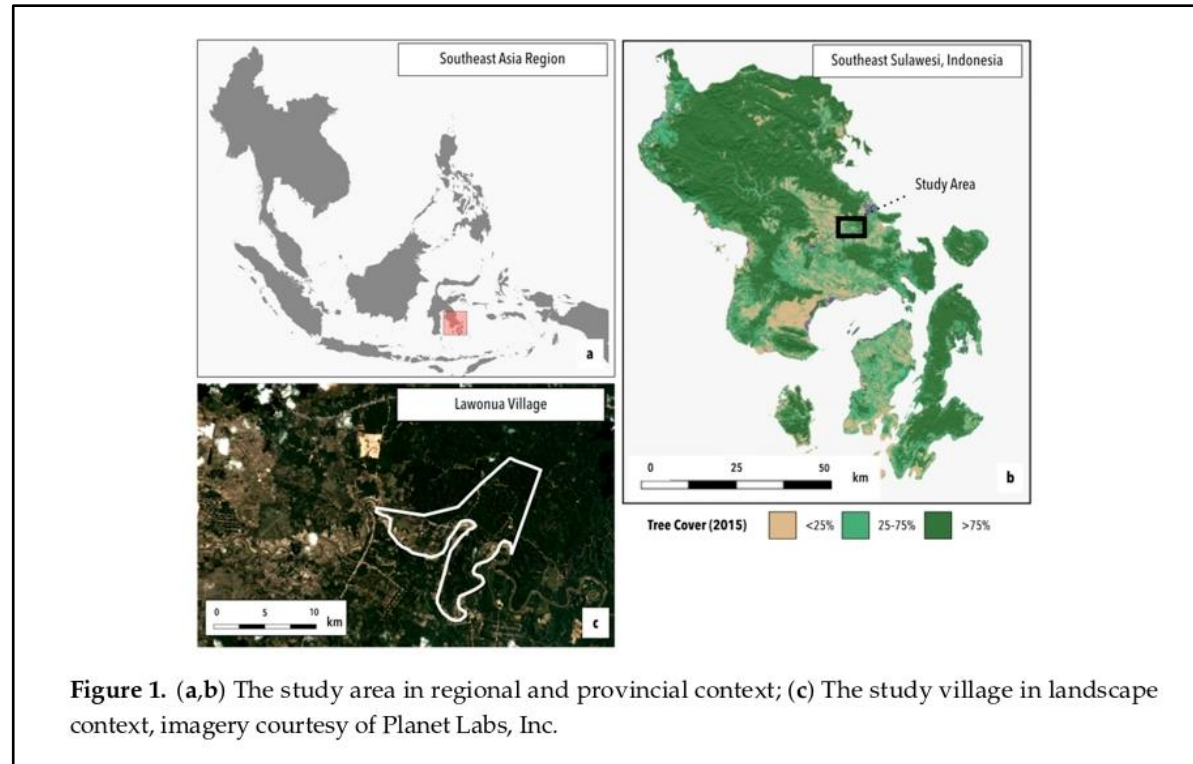 Southeast Asia Region
a
Southeast Sulawesi, Indonesia
Study Area
0 25 50
km
b
Tree Cover (2015) <25% 25-75% >75%
Lawonua Village
0 5 10
km
c
Figure 1. (a,b) The study area in regional and provincial context; (c) The study village in landscape
context, imagery courtesy of Planet Labs, Inc.